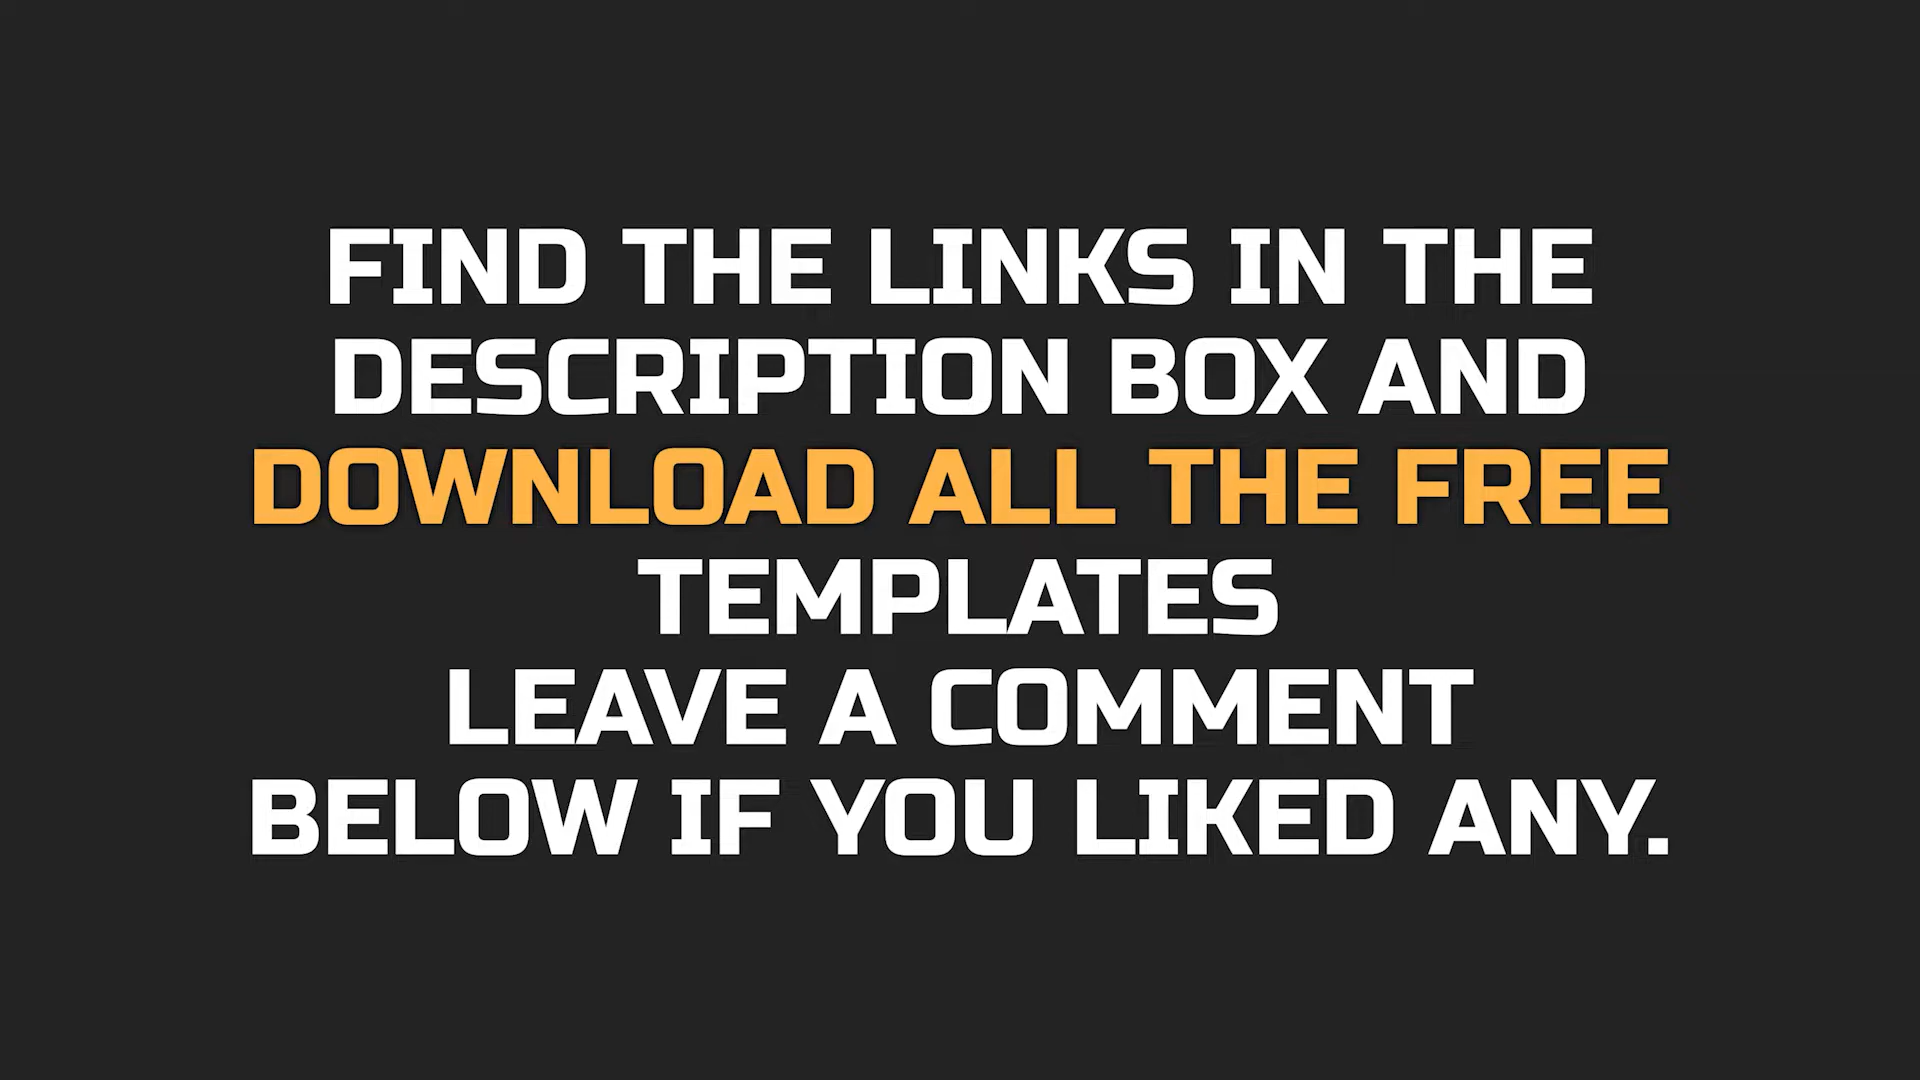 FIND THE LINKS IN THE
DESCRIPTION BOX AND
DOWNLOAD ALL THE FREE
TEMPLATES
LEAVE A COMMENT
BELOW IF YOU LIKED ANY.